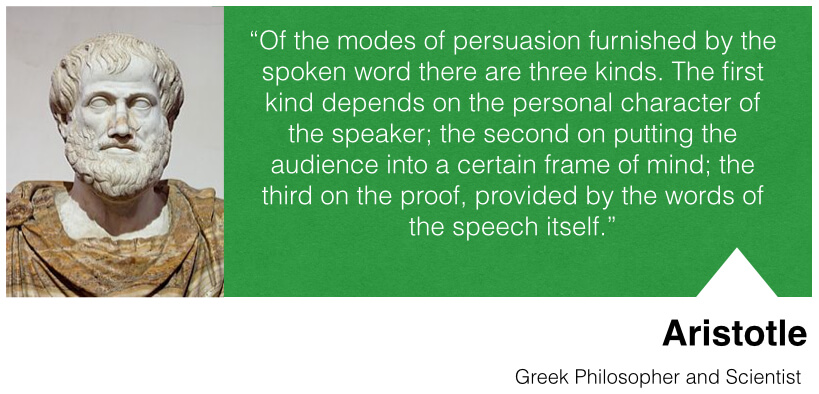 “Of the modes of persuasion furnished by the
spoken word there are three kinds. The first
kind depends on the personal character of
the speaker; the second on putting the
audience into a certain frame of mind; the
third on the proof, provided by the words of
the speech itself.”
Aristotle
Greek Philosopher and Scientist